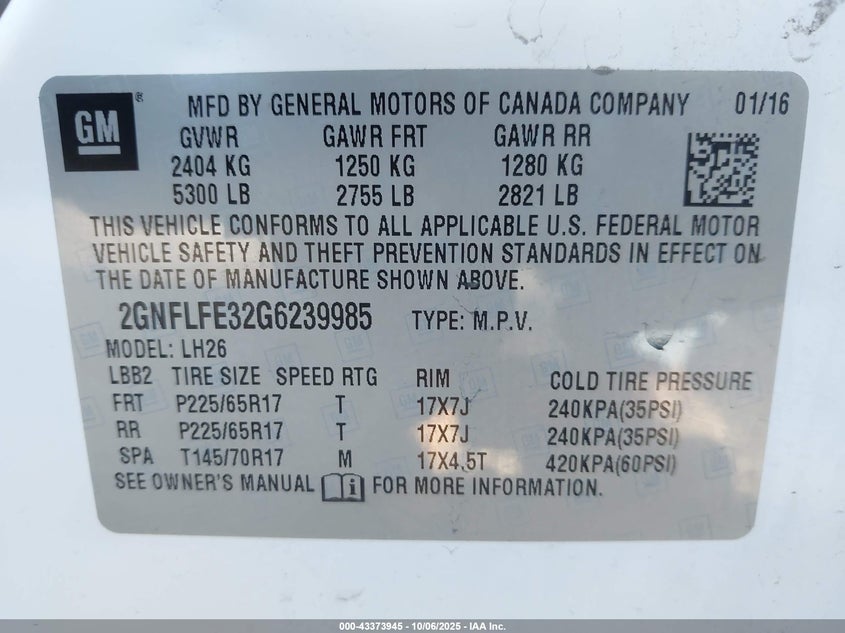 GM ® MFD BY GENERAL MOTORS OF CANADA COMPANY 01/16
GVWR GAWR FRT GAWR RR
2404 KG 1250 KG 1280 KG
5300 LB 2755 LB 2821 LB
THIS VEHICLE CONFORMS TO ALL APPLICABLE U.S. FEDERAL MOTOR
VEHICLE SAFETY AND THEFT PREVENTION STANDARDS IN EFFECT ON
THE DATE OF MANUFACTURE SHOWN ABOVE.
2GNFLFE32G6239985 TYPE: M.P.V.
MODEL: LH26
LBB2 TIRE SIZE SPEED RTG RIM COLD TIRE PRESSURE
FRT P225/65R17 T 17X7J 240KPA(35PSI)
RR P225/65R17 T 17X7J 240KPA(35PSI)
SPA T145/70R17 M 17X4.5T 420KPA(60PSI)
SEE OWNER'S MANUAL i FOR MORE INFORMATION.
000-43373945 - 10/06/2025 - IAA Inc.